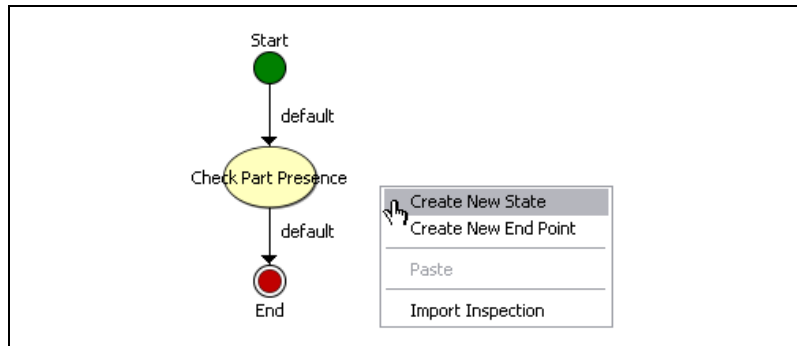 Start
default
Check Part Presence
default
End
Create New State
Create New End Point
Paste
Import Inspection